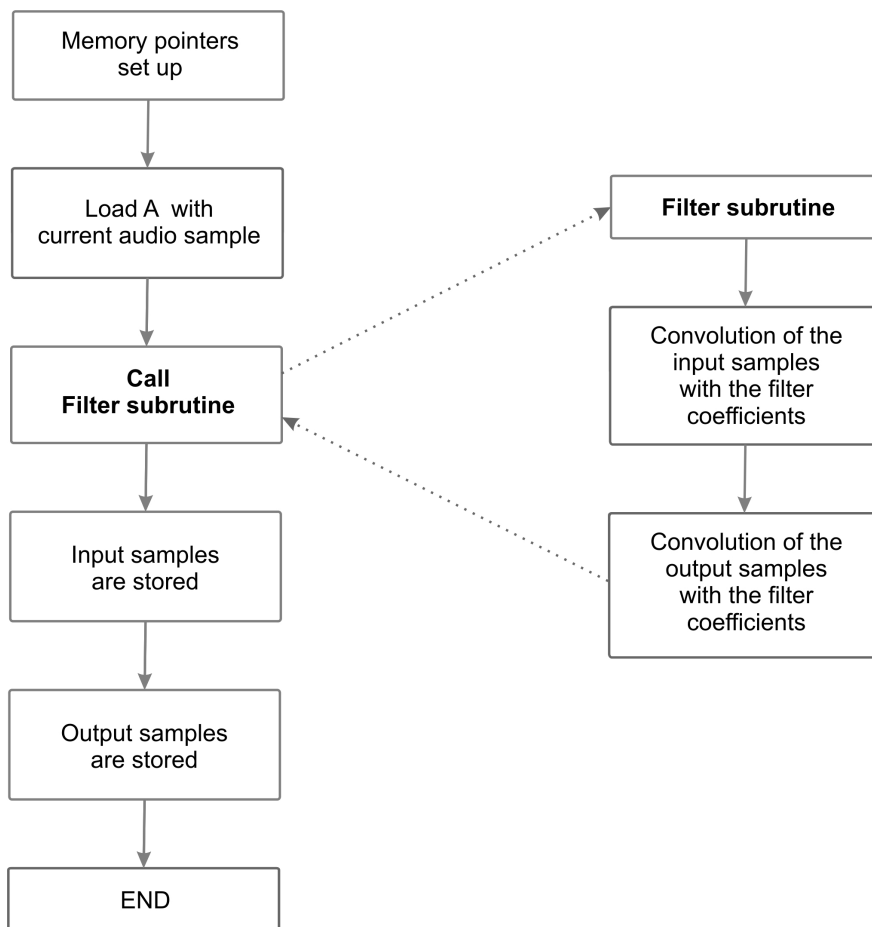 Memory pointers
set up
Load A with
current audio sample
Call
Filter subrutine
Input samples
are stored
Output samples
are stored
END
Filter subrutine
Convolution of the
input samples
with the filter
coefficients
Convolution of the
output samples
with the filter
coefficients